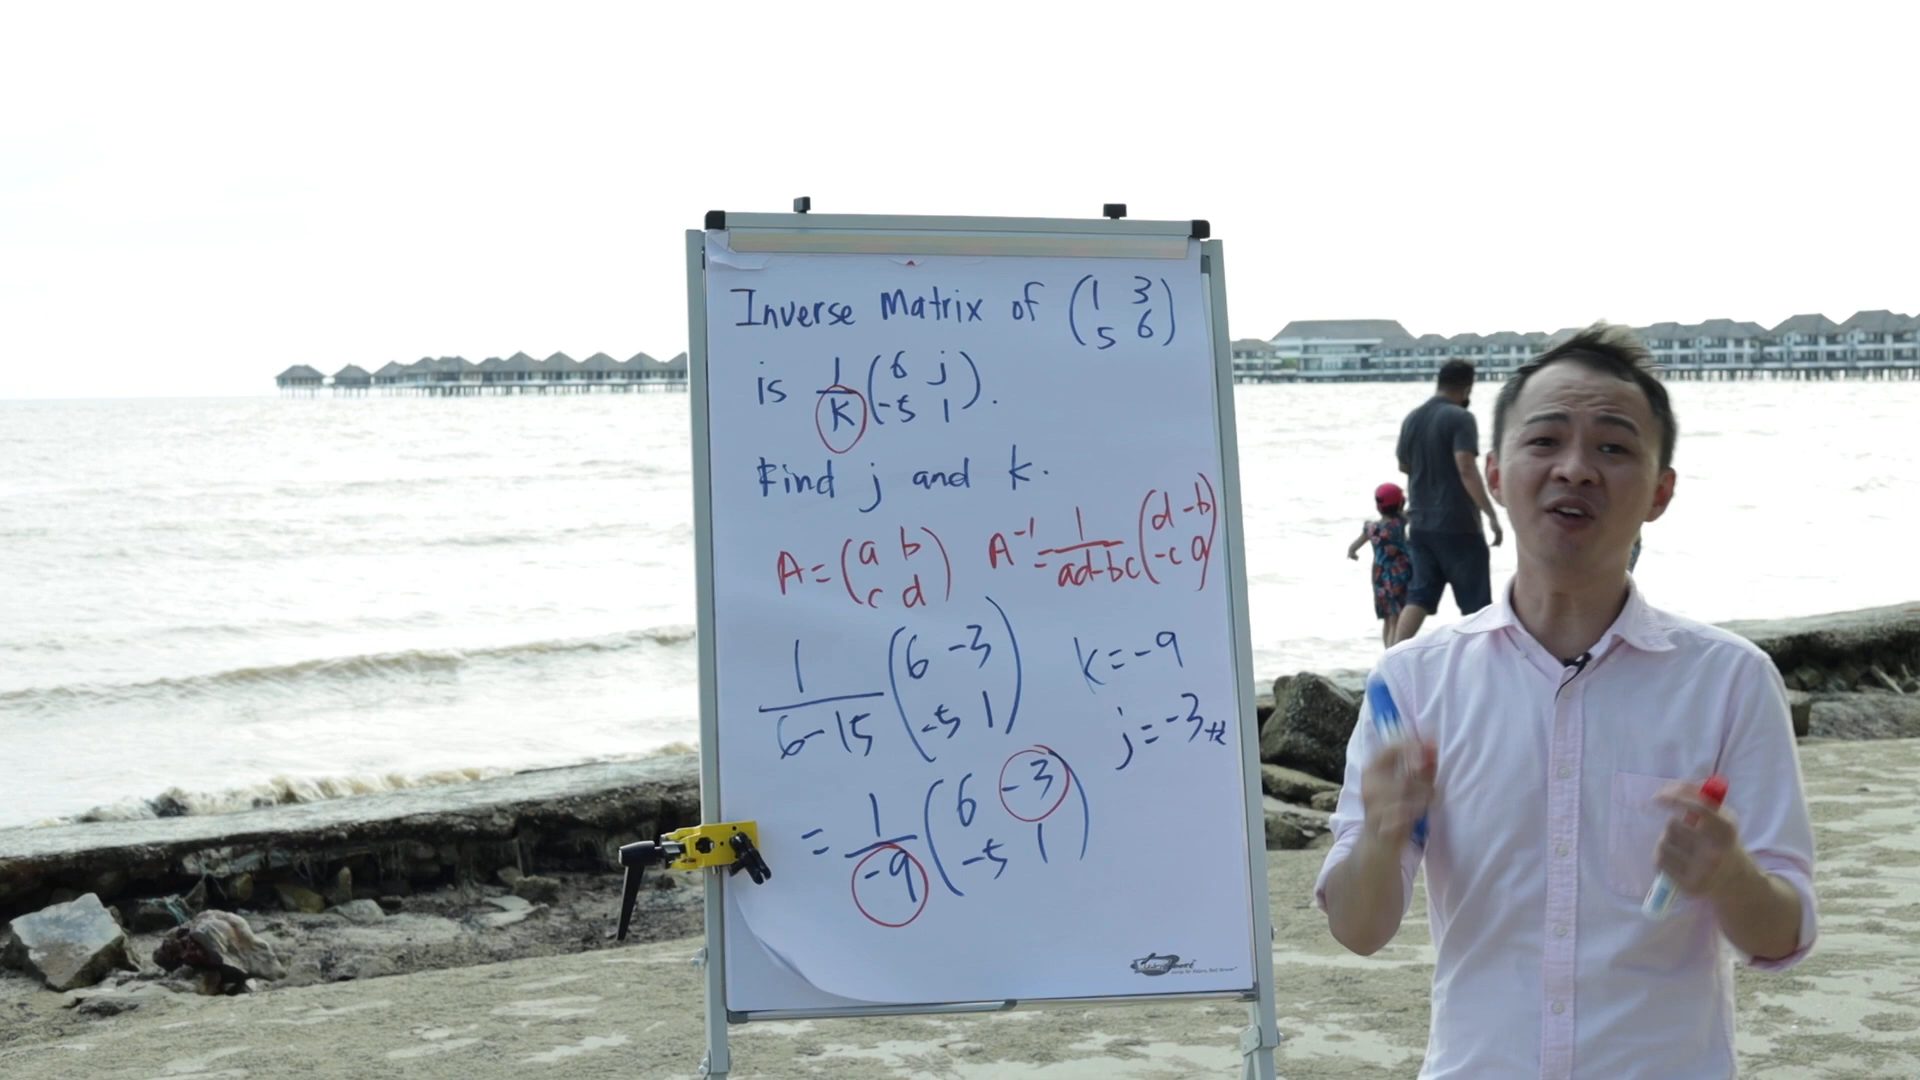 Inverse Matrix of (1 3
5 6)
is 1/k (6 j
-5 1).
Find j and k.
A = (a b
c d) A⁻¹ = 1/ad-bc (d -b
-c a)
1/6-15 (6 -3
-5 1)
k = -9
j = -3
= 1/-9 (6 -3
-5 1)